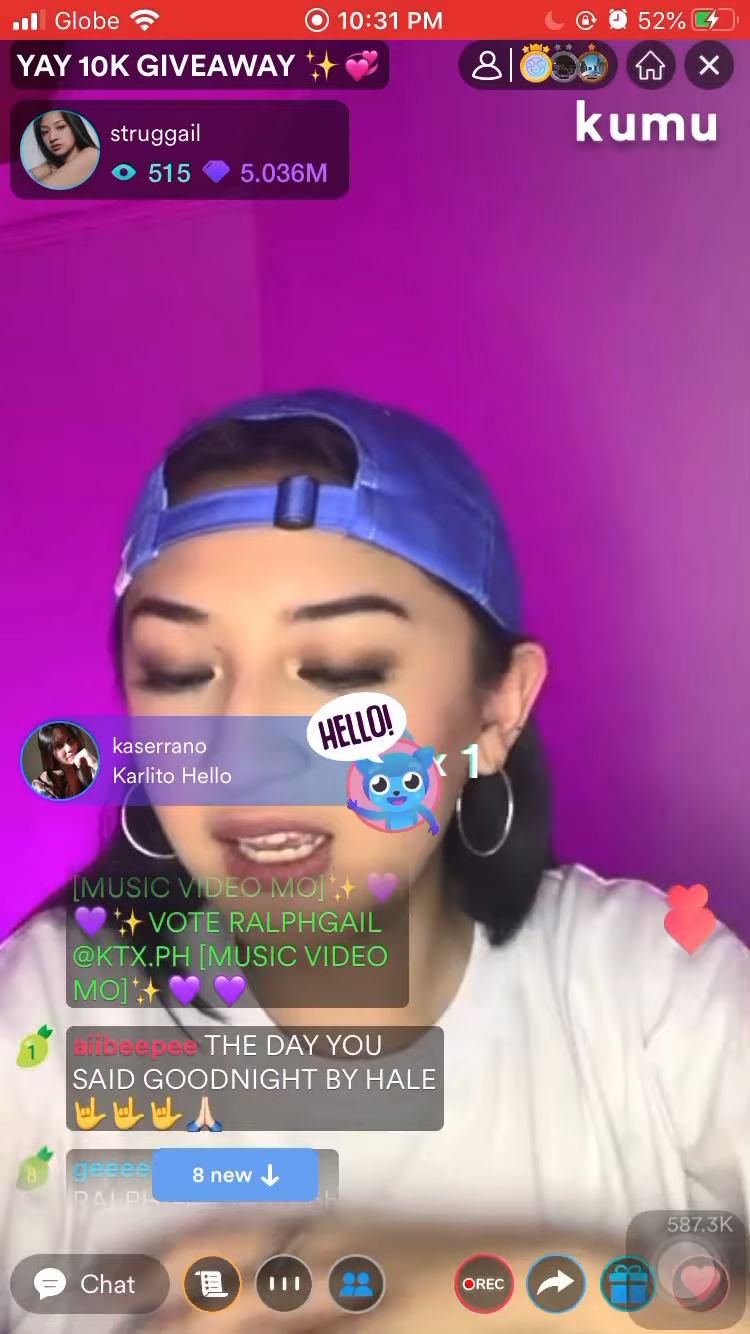 Globe 10:31 PM 52%
YAY 10K GIVEAWAY ✨💞
kumu
struggail
515 5.036M
HELLO!
kaserrano
Karlito Hello
x 1
[MUSIC VIDEO MO]✨💜
💜✨VOTE RALPHGAIL
@KTX.PH [MUSIC VIDEO
MO]✨💜 💜
1
aiibeepee THE DAY YOU
SAID GOODNIGHT BY HALE
🤟🤟🤟🙏🏻
8
8 new ↓
587.3K
Chat
REC